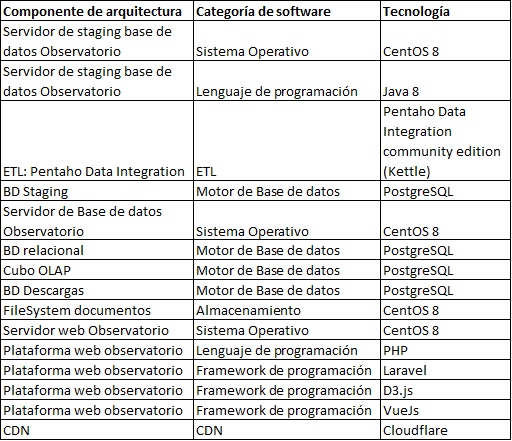 Componente de arquitectura Categoría de software Tecnología
Servidor de staging base de
datos Observatorio Sistema Operativo CentOS 8
Servidor de staging base de
datos Observatorio Lenguaje de programación Java 8
Pentaho Data
Integration
community edition
ETL: Pentaho Data Integration ETL (Kettle)
BD Staging Motor de Base de datos PostgreSQL
Servidor de Base de datos
Observatorio Sistema Operativo CentOS 8
BD relacional Motor de Base de datos PostgreSQL
Cubo OLAP Motor de Base de datos PostgreSQL
BD Descargas Motor de Base de datos PostgreSQL
FileSystem documentos Almacenamiento CentOS 8
Servidor web Observatorio Sistema Operativo CentOS 8
Plataforma web observatorio Lenguaje de programación PHP
Plataforma web observatorio Framework de programación Laravel
Plataforma web observatorio Framework de programación D3.js
Plataforma web observatorio Framework de programación VueJs
CDN CDN Cloudflare